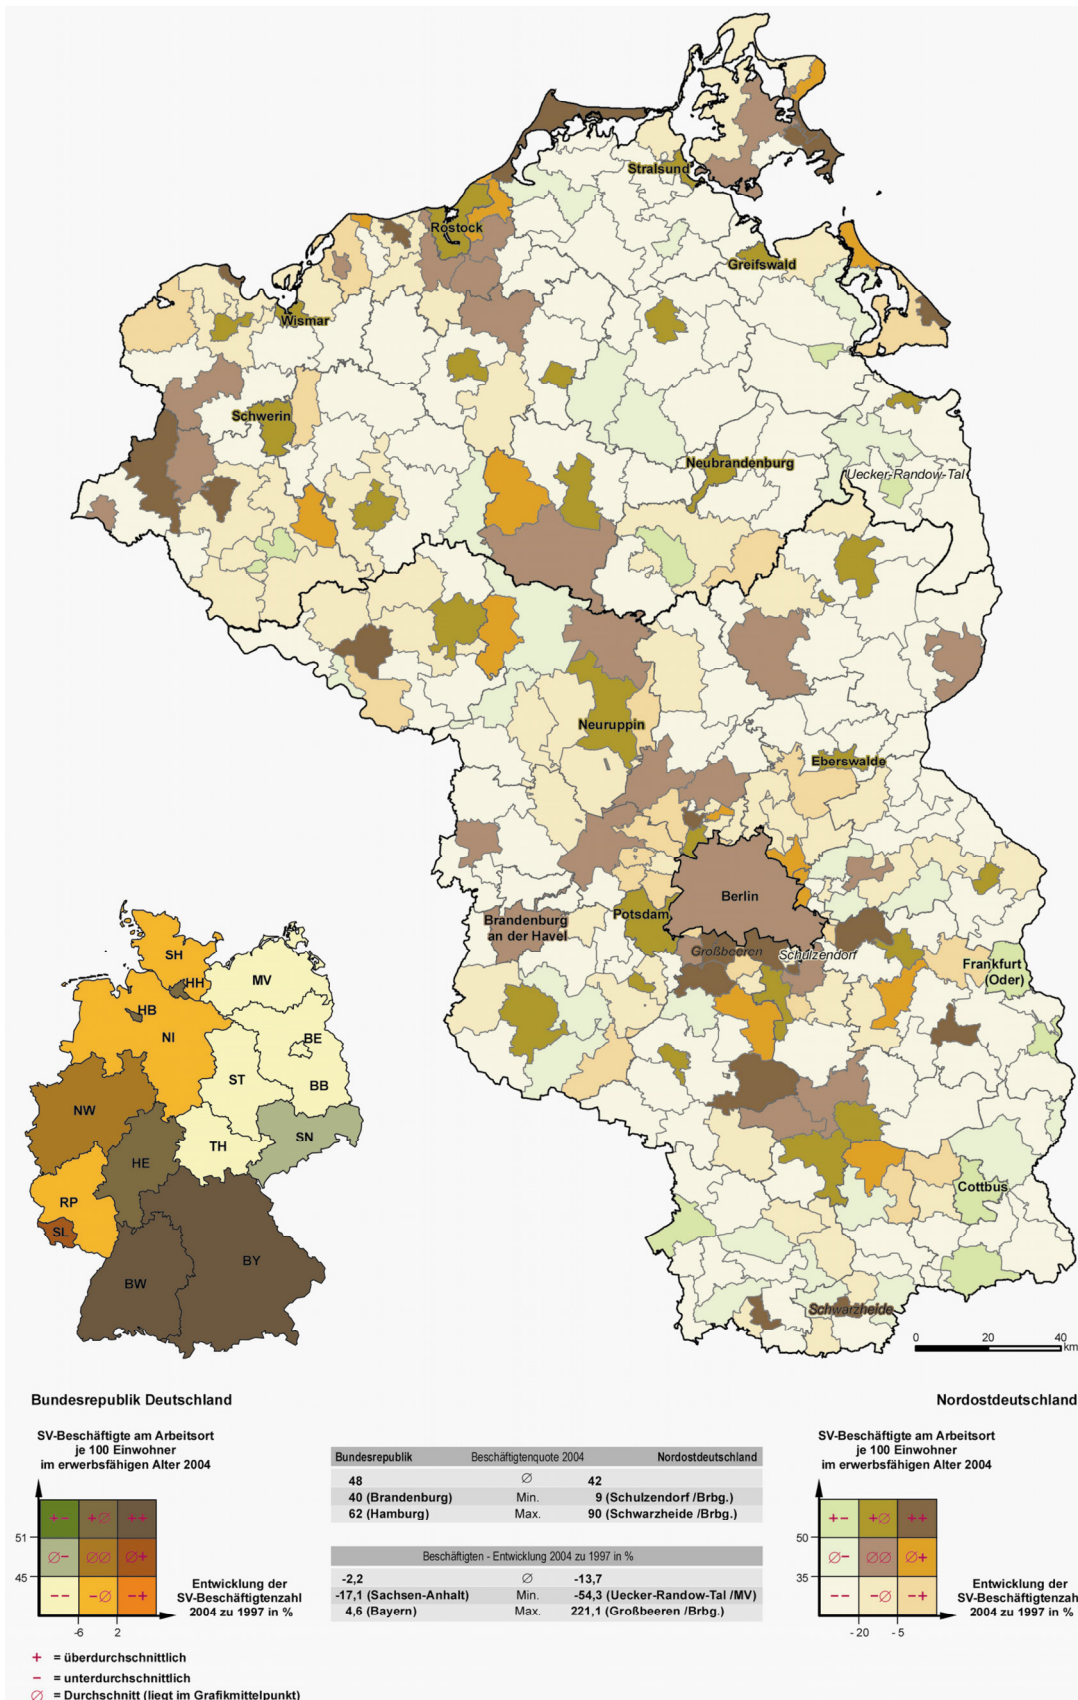 Stralsund
Rostock
Greifswald
Wismar
Schwerin
Neubrandenburg
Uecker-Randow-Tal
Neuruppin
Eberswalde
Berlin
Potsdam
Brandenburg
an der Havel
Großbeeren
Schulzendorf
Frankfurt
(Oder)
Cottbus
Schwarzheide
0 20 40
km
SH
HH
MV
HB
NI
BE
ST
BB
NW
SN
TH
HE
RP
SL
BY
BW
Bundesrepublik Deutschland
SV-Beschäftigte am Arbeitsort
je 100 Einwohner
im erwerbsfähigen Alter 2004
+- +∅ ++
51
∅- ∅∅ ∅+
45
-- -∅ -+
Entwicklung der
SV-Beschäftigtenzahl
2004 zu 1997 in %
-6 2
+ = überdurchschnittlich
- = unterdurchschnittlich
∅ = Durchschnitt (liegt im Grafikmittelpunkt)
Bundesrepublik Beschäftigtenquote 2004 Nordostdeutschland
48 ∅ 42
40 (Brandenburg) Min. 9 (Schulzendorf /Brbg.)
62 (Hamburg) Max. 90 (Schwarzheide /Brbg.)
Beschäftigten - Entwicklung 2004 zu 1997 in %
-2,2 ∅ -13,7
-17,1 (Sachsen-Anhalt) Min. -54,3 (Uecker-Randow-Tal /MV)
4,6 (Bayern) Max. 221,1 (Großbeeren /Brbg.)
Nordostdeutschland
SV-Beschäftigte am Arbeitsort
je 100 Einwohner
im erwerbsfähigen Alter 2004
+- +∅ ++
50
∅- ∅∅ ∅+
35
-- -∅ -+
Entwicklung der
SV-Beschäftigtenzahl
2004 zu 1997 in %
-20 -5